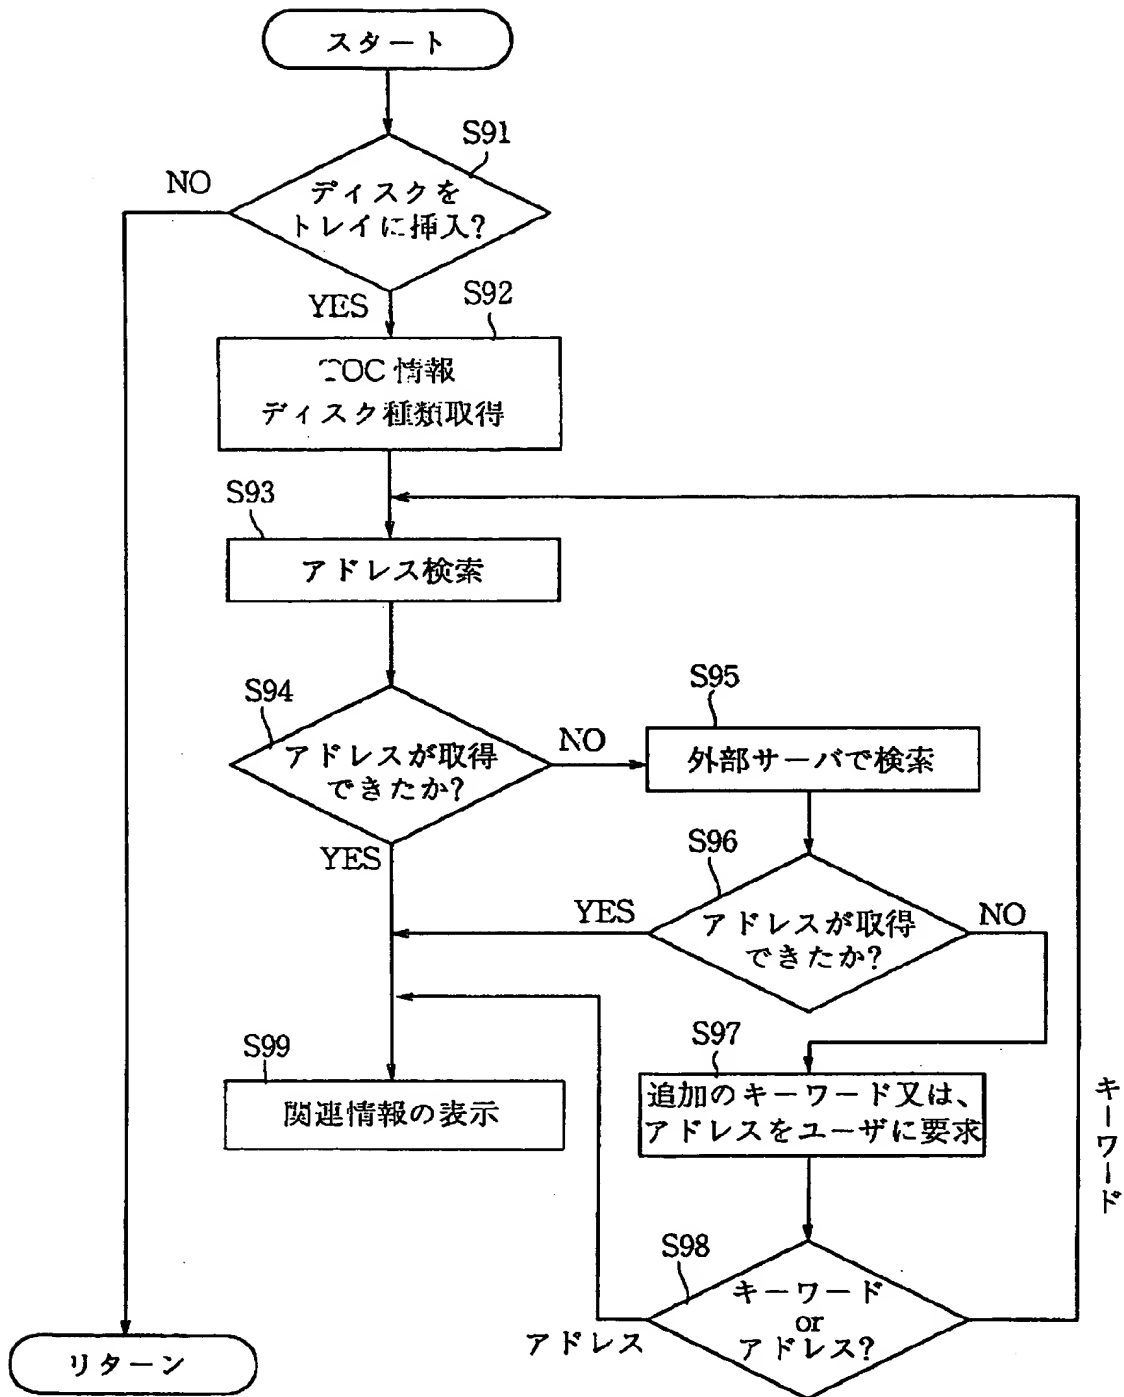 スタート
S91
NO
ディスクを
トレイに挿入?
YES
S92
TOC 情報
ディスク種類取得
S93
アドレス検索
S94
アドレスが取得
できたか?
NO
S95
外部サーバで検索
YES
S96
YES
アドレスが取得
できたか?
NO
S97
追加のキーワード又は、
アドレスをユーザに要求
S99
関連情報の表示
キーワード
S98
キーワード
or
アドレス?
アドレス
リターン